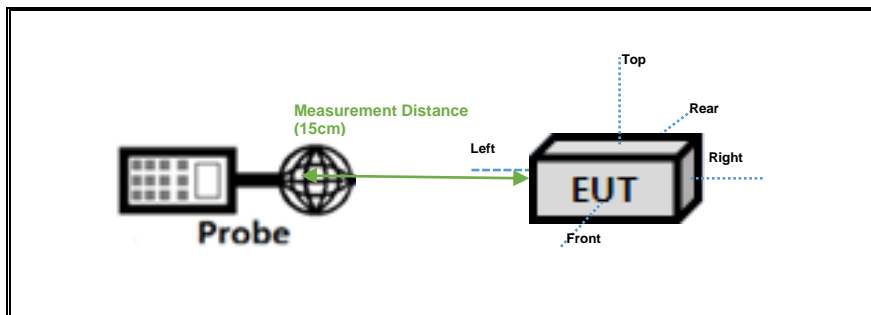 Top
Measurement Distance
(15cm)
Rear
Left
Right
EUT
Probe
Front